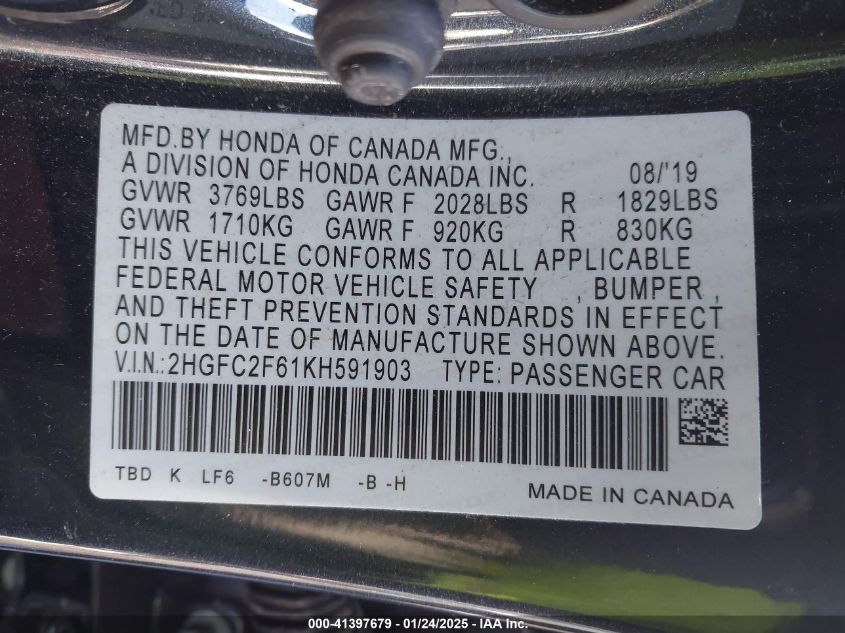 MFD.BY HONDA OF CANADA MFG.,
A DIVISION OF HONDA CANADA INC. 08/'19
GVWR 3769LBS GAWR F 2028LBS R 1829LBS
GVWR 1710KG GAWR F 920KG R 830KG
THIS VEHICLE CONFORMS TO ALL APPLICABLE
FEDERAL MOTOR VEHICLE SAFETY , BUMPER ,
AND THEFT PREVENTION STANDARDS IN EFFECT
ON THE DATE OF MANUFACTURE SHOWN ABOVE.
V.I.N.:2HGFC2F61KH591903 TYPE: PASSENGER CAR
TBD K LF6 -B607M -B -H
MADE IN CANADA
000-41397679 - 01/24/2025 - IAA Inc.